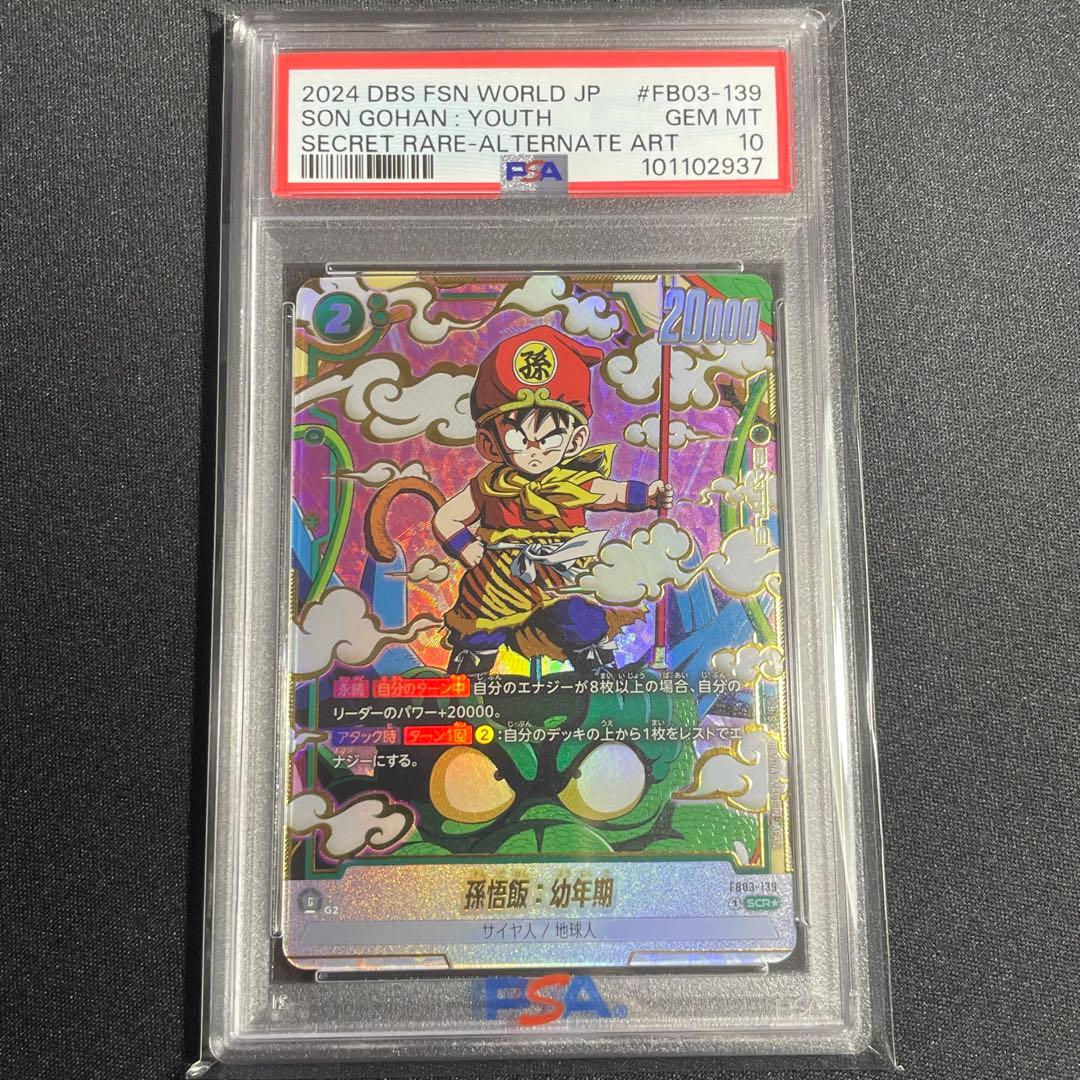 2024 DBS FSN WORLD JP #FB03-139
SON GOHAN : YOUTH GEM MT
SECRET RARE-ALTERNATE ART 10
PSA 101102937
2 20000
孫
BATTLE
永続 自分のターン中 自分のエナジーが8枚以上の場合、自分の
リーダーのパワー+20000。
アタック時 ターン1回 2:自分のデッキの上から1枚をレストでエ
ナジーにする。
FB03-139
孫悟飯：幼年期
G G2 1 SCR★
サイヤ人 / 地球人
PSA